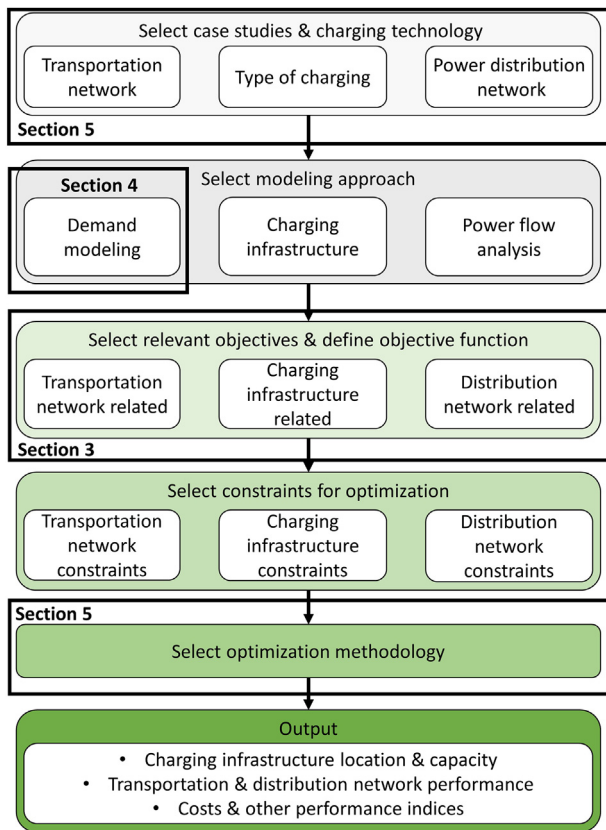 Select case studies & charging technology
Transportation
network
Type of charging
Power distribution
network
Section 5
Select modeling approach
Section 4
Demand
modeling
Charging
infrastructure
Power flow
analysis
Select relevant objectives & define objective function
Transportation
network related
Charging
infrastructure
related
Distribution
network related
Section 3
Select constraints for optimization
Transportation
network
constraints
Charging
infrastructure
constraints
Distribution
network
constraints
Section 5
Select optimization methodology
Output
• Charging infrastructure location & capacity
• Transportation & distribution network performance
• Costs & other performance indices